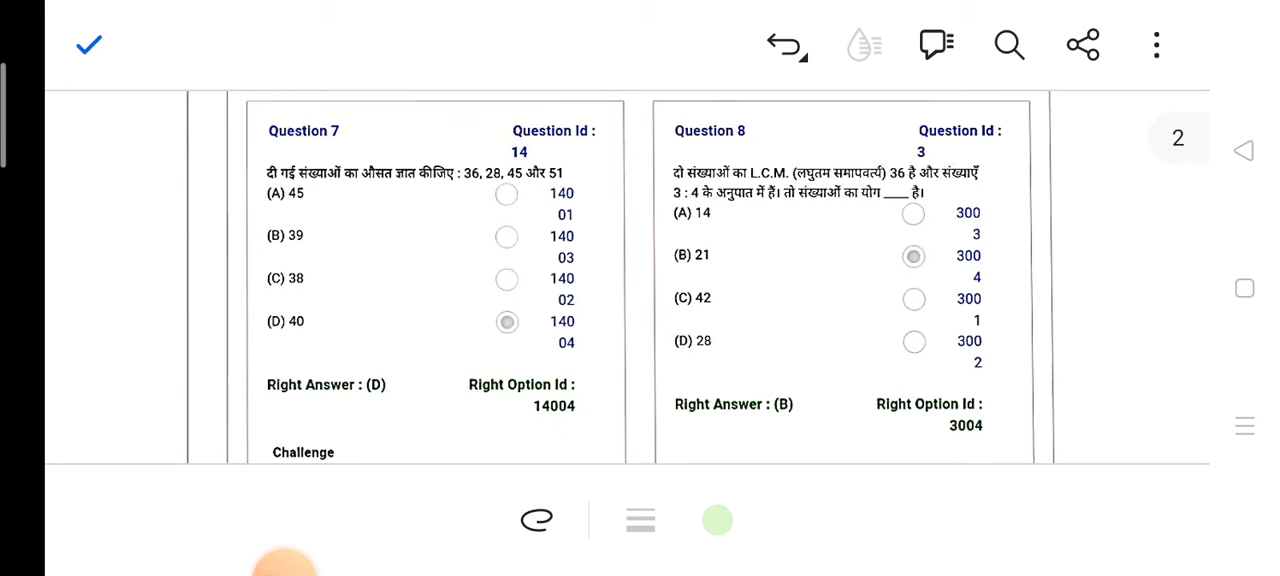 2
Question 7
Question Id :
14
दी गई संख्याओं का औसत ज्ञात कीजिए : 36, 28, 45 और 51
(A) 45
140
01
(B) 39
140
03
(C) 38
140
02
(D) 40
140
04
Right Answer : (D)
Right Option Id :
14004
Challenge
Question 8
Question Id :
3
दो संख्याओं का L.C.M. (लघुतम समापवर्त्य) 36 है और संख्याएँ
3 : 4 के अनुपात में हैं। तो संख्याओं का योग ____ है।
(A) 14
300
3
(B) 21
300
4
(C) 42
300
1
(D) 28
300
2
Right Answer : (B)
Right Option Id :
3004